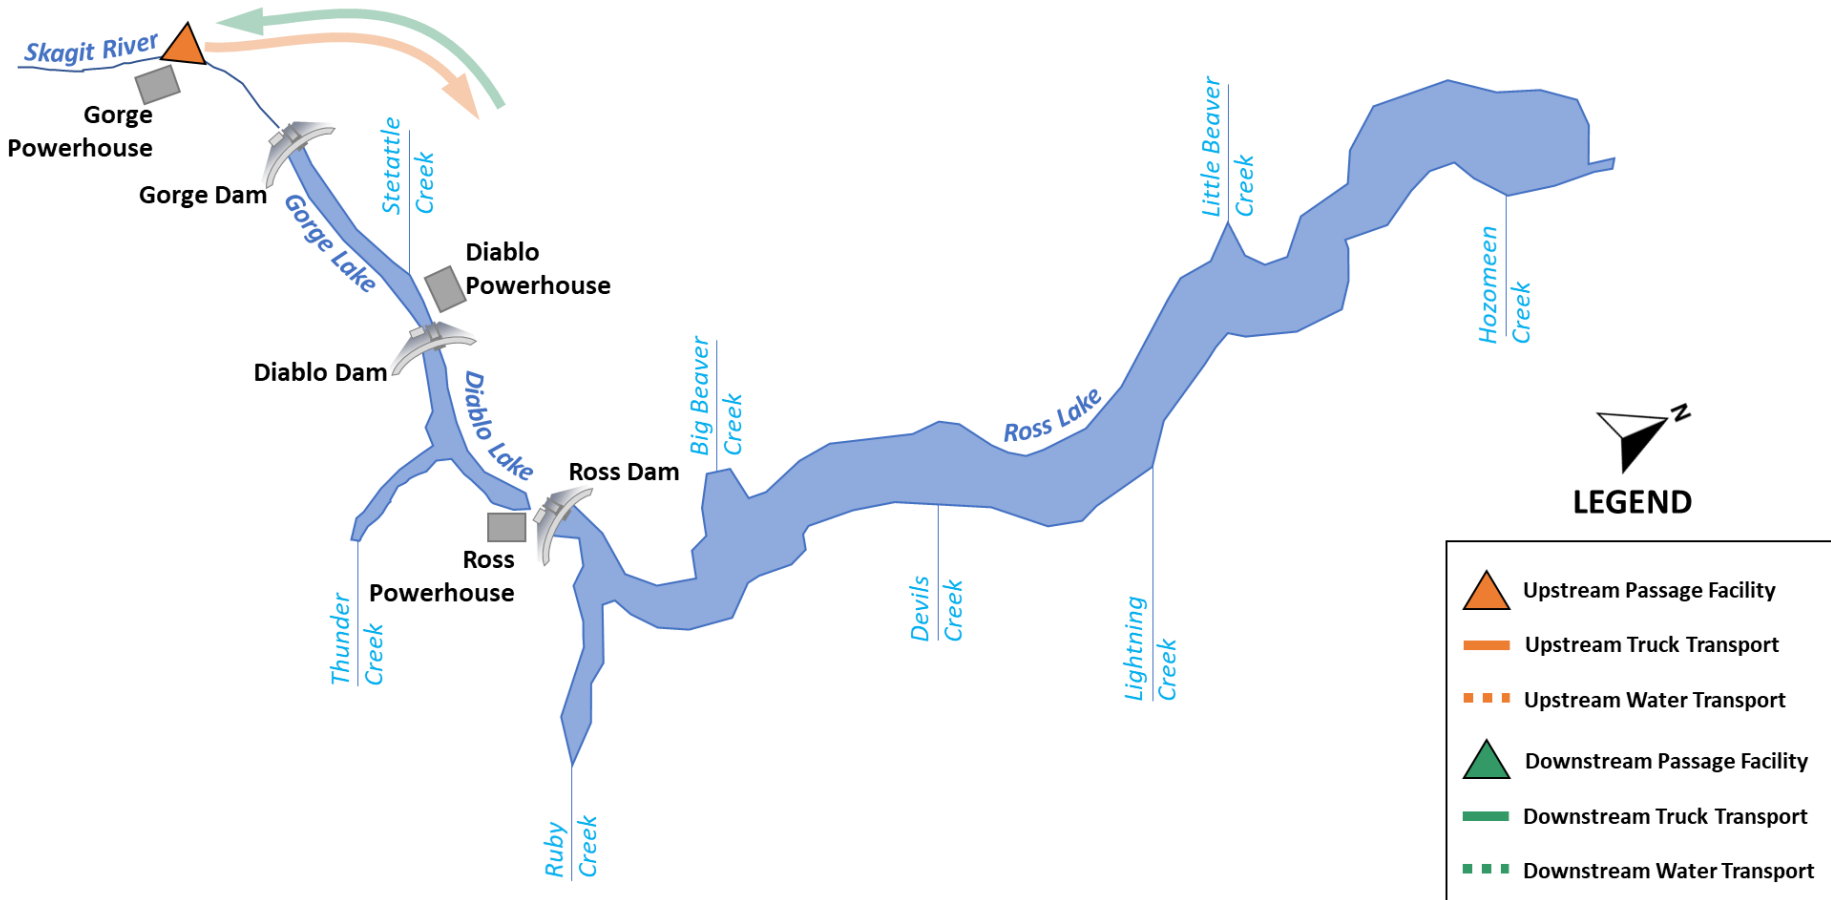 Skagit River
Gorge
Powerhouse
Gorge Dam
Gorge Lake
Stetattle
Creek
Diablo
Powerhouse
Diablo Dam
Diablo Lake
Ross Dam
Ross
Powerhouse
Thunder
Creek
Ruby
Creek
Big Beaver
Creek
Devils
Creek
Ross Lake
Lightning
Creek
Little Beaver
Creek
Hozomeen
Creek
N
LEGEND
Upstream Passage Facility
Upstream Truck Transport
Upstream Water Transport
Downstream Passage Facility
Downstream Truck Transport
Downstream Water Transport